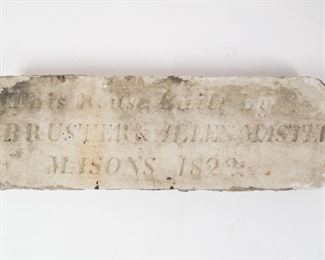 This House Built by
BRUSTER & ALLEN MASTER
MASONS 1822